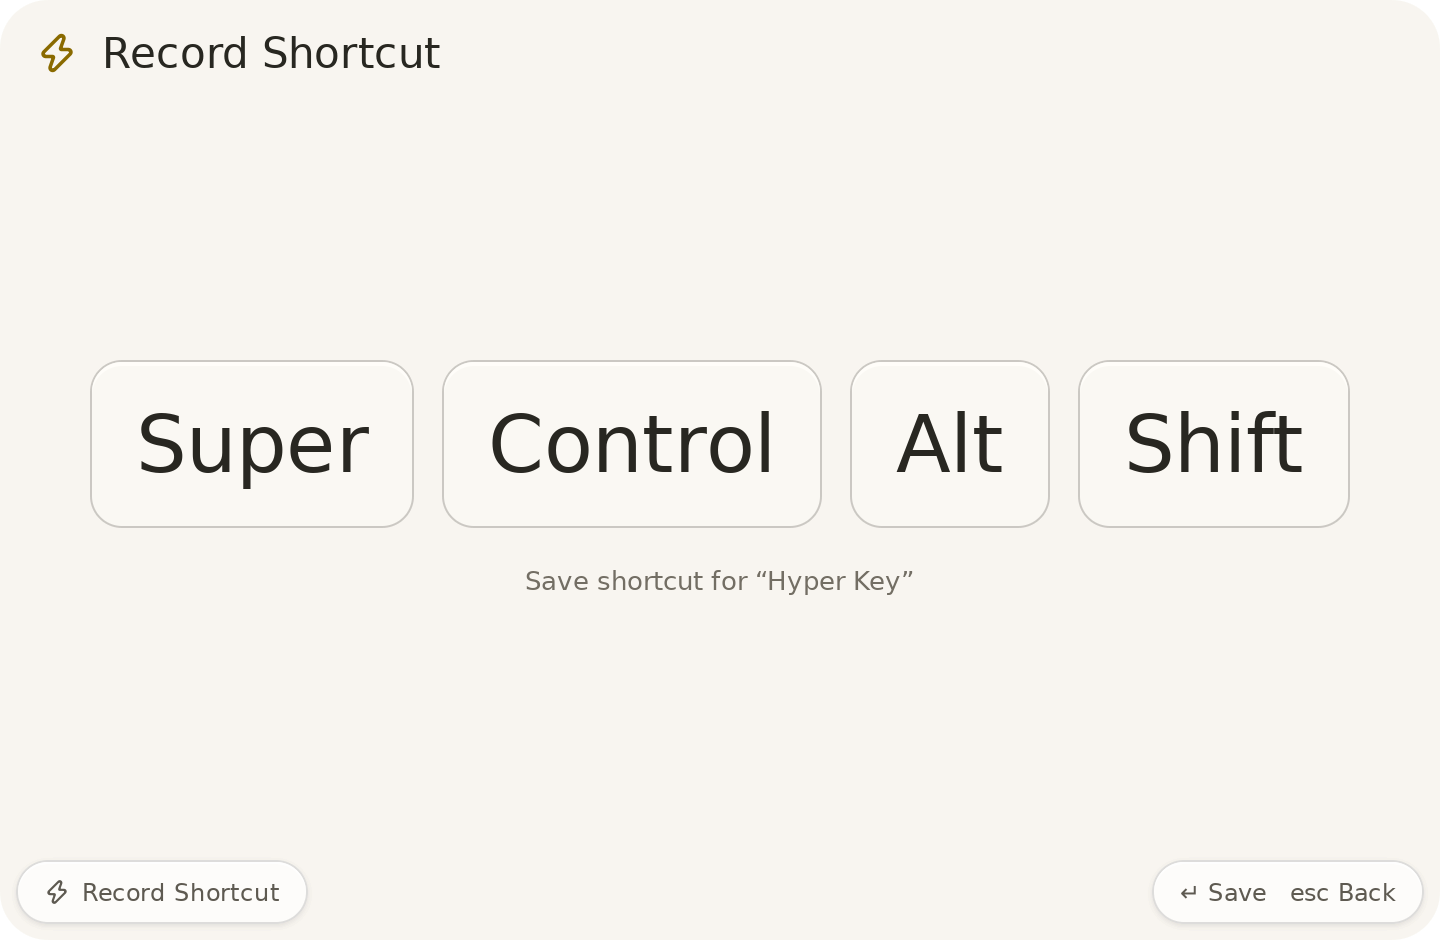 Record Shortcut
Super Control Alt Shift
Save shortcut for “Hyper Key”
Record Shortcut
↵ Save esc Back